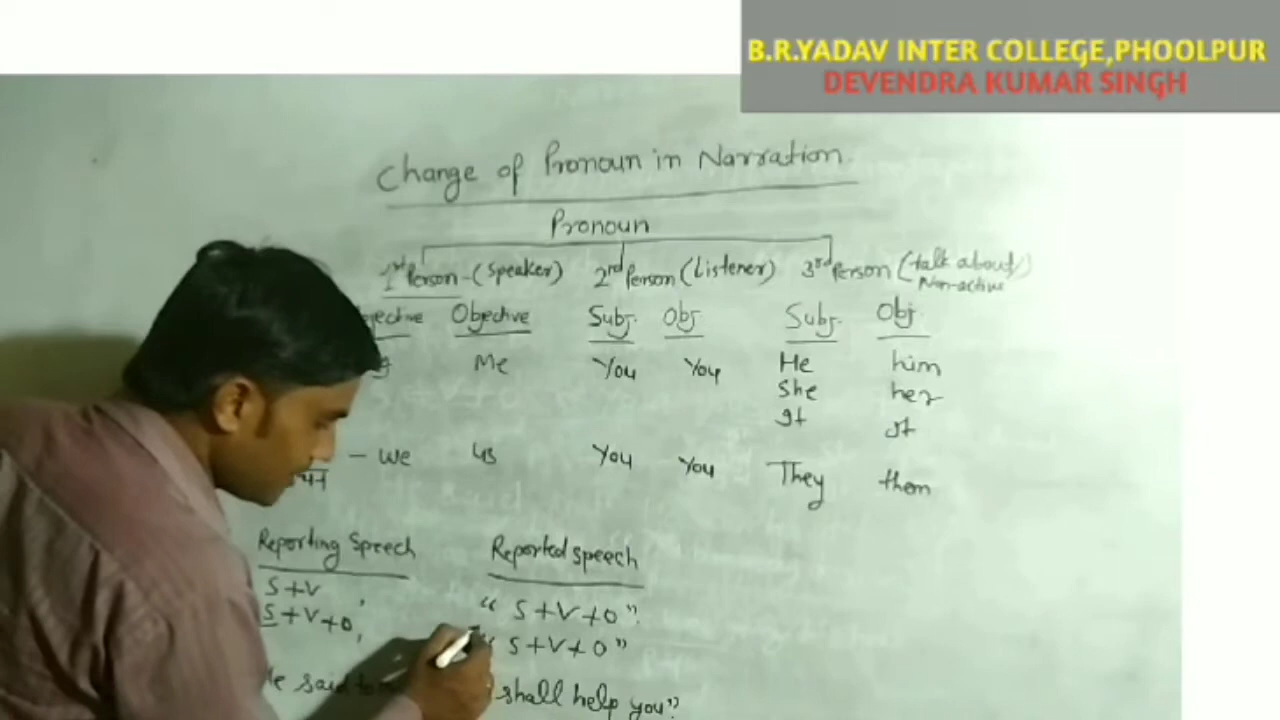 B.R.YADAV INTER COLLEGE,PHOOLPUR
DEVENDRA KUMAR SINGH
Change of Pronoun in Narration.
Pronoun
1st Person - (Speaker) 2nd Person (Listener) 3rd Person (talk about/
Non-active
Objective Subj. Obj Subj. Obj
Me You You He him
She her
It It
- We us You You They them
Reporting Speech Reported speech
S+V , “ S+V+O”.
S+V+O, “ S+V+O”
said shall help you”